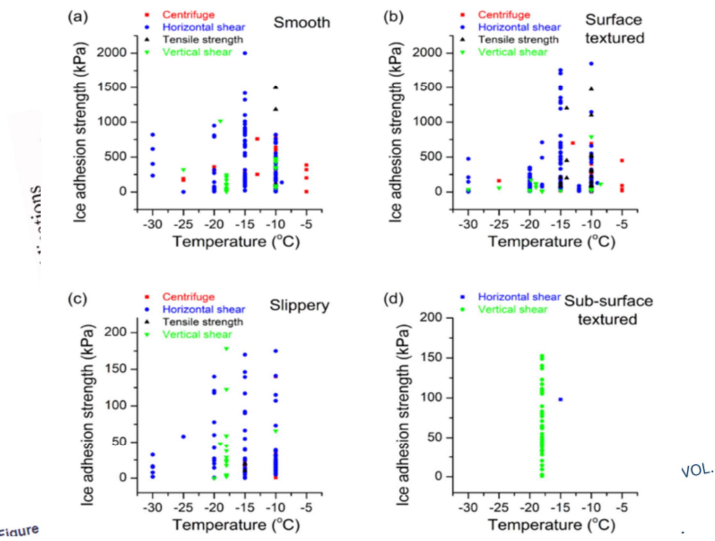 (a)
Centrifuge
Horizontal shear
Tensile strength
Vertical shear
Smooth
Ice adhesion strength (kPa)
2000
1500
1000
500
0
-30 -25 -20 -15 -10 -5
Temperature (°C)
(b)
Centrifuge
Horizontal shear
Tensile strength
Vertical shear
Surface
textured
Ice adhesion strength (kPa)
2000
1500
1000
500
0
-30 -25 -20 -15 -10 -5
Temperature (°C)
(c)
Centrifuge
Horizontal shear
Tensile strength
Vertical shear
Slippery
Ice adhesion strength (kPa)
200
150
100
50
0
-30 -25 -20 -15 -10 -5
Temperature (°C)
(d)
Horizontal shear
Vertical shear
Sub-surface
textured
Ice adhesion strength (kPa)
200
150
100
50
0
-30 -25 -20 -15 -10 -5
Temperature (°C)
VOL.
Figure